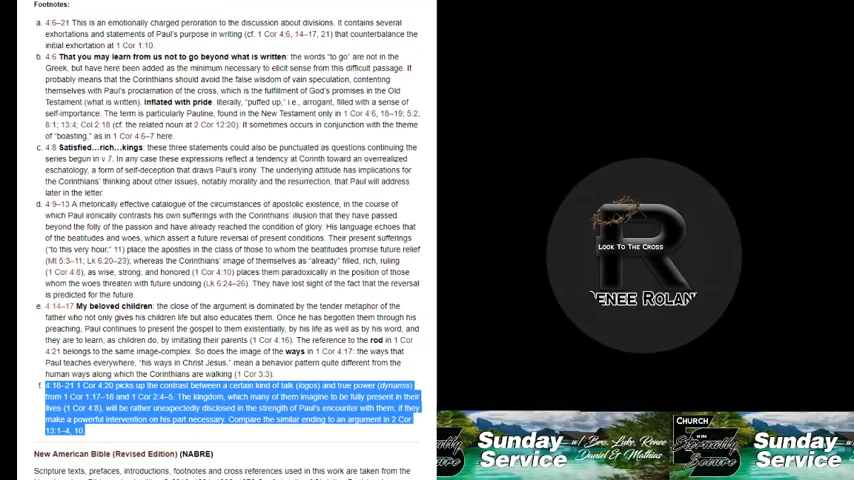 Footnotes:
a. 4:6–21 This is an emotionally charged peroration to the discussion about divisions. It contains several
exhortations and statements of Paul's purpose in writing (cf. 1 Cor 4:6, 14–17, 21) that counterbalance the
initial exhortation at 1 Cor 1:10.
b. 4:6 That you may learn from us not to go beyond what is written: the words "to go" are not in the
Greek, but have here been added as the minimum necessary to elicit sense from this difficult passage. It
probably means that the Corinthians should avoid the false wisdom of vain speculation, contenting
themselves with Paul's proclamation of the cross, which is the fulfillment of God's promises in the Old
Testament (what is written). Inflated with pride: literally, "puffed up," i.e., arrogant, filled with a sense of
self-importance. The term is particularly Pauline, found in the New Testament only in 1 Cor 4:6, 18–19; 5:2;
8:1; 13:4; Col 2:18 (cf. the related noun at 2 Cor 12:20). It sometimes occurs in conjunction with the theme
of "boasting," as in 1 Cor 4:6–7 here.
c. 4:8 Satisfied…rich…kings: these three statements could also be punctuated as questions continuing the
series begun in v 7. In any case these expressions reflect a tendency at Corinth toward an overrealized
eschatology, a form of self-deception that draws Paul's irony. The underlying attitude has implications for
the Corinthians' thinking about other issues, notably morality and the resurrection, that Paul will address
later in the letter.
d. 4:9–13 A rhetorically effective catalogue of the circumstances of apostolic existence, in the course of
which Paul ironically contrasts his own sufferings with the Corinthians' illusion that they have passed
beyond the folly of the passion and have already reached the condition of glory. His language echoes that
of the beatitudes and woes, which assert a future reversal of present conditions. Their present sufferings
("to this very hour," 11) place the apostles in the class of those to whom the beatitudes promise future relief
(Mt 5:3–11; Lk 6:20–23); whereas the Corinthians' image of themselves as "already" filled, rich, ruling
(1 Cor 4:8), as wise, strong, and honored (1 Cor 4:10) places them paradoxically in the position of those
whom the woes threaten with future undoing (Lk 6:24–26). They have lost sight of the fact that the reversal
is predicted for the future.
e. 4:14–17 My beloved children: the close of the argument is dominated by the tender metaphor of the
father who not only gives his children life but also educates them. Once he has begotten them through his
preaching, Paul continues to present the gospel to them existentially, by his life as well as by his word, and
they are to learn, as children do, by imitating their parents (1 Cor 4:16). The reference to the rod in 1 Cor
4:21 belongs to the same image-complex. So does the image of the ways in 1 Cor 4:17: the ways that
Paul teaches everywhere, "his ways in Christ Jesus," mean a behavior pattern quite different from the
human ways along which the Corinthians are walking (1 Cor 3:3).
f. 4:18–21 1 Cor 4:20 picks up the contrast between a certain kind of talk (logos) and true power (dynamis)
from 1 Cor 1:17–18 and 1 Cor 2:4–5. The kingdom, which many of them imagine to be fully present in their
lives (1 Cor 4:8), will be rather unexpectedly disclosed in the strength of Paul's encounter with them, if they
make a powerful intervention on his part necessary. Compare the similar ending to an argument in 2 Cor
13:1–4, 10.
New American Bible (Revised Edition) (NABRE)
Scripture texts, prefaces, introductions, footnotes and cross references used in this work are taken from the
R
LOOK TO THE CROSS
RENEE ROLAN
Sunday
Service
w/ Bro. Luke, Renee
Daniel & Mathias
CHURCH
Eternally
Secure
Sunday
Service
w/ Bro. Luke, Renee
Daniel & Mathias